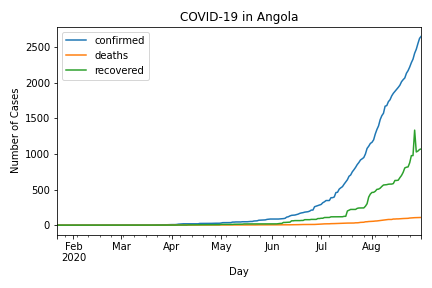 COVID-19 in Angola
confirmed
deaths
recovered
Number of Cases
2500
2000
1500
1000
500
0
Feb Mar Apr May Jun Jul Aug
2020
Day